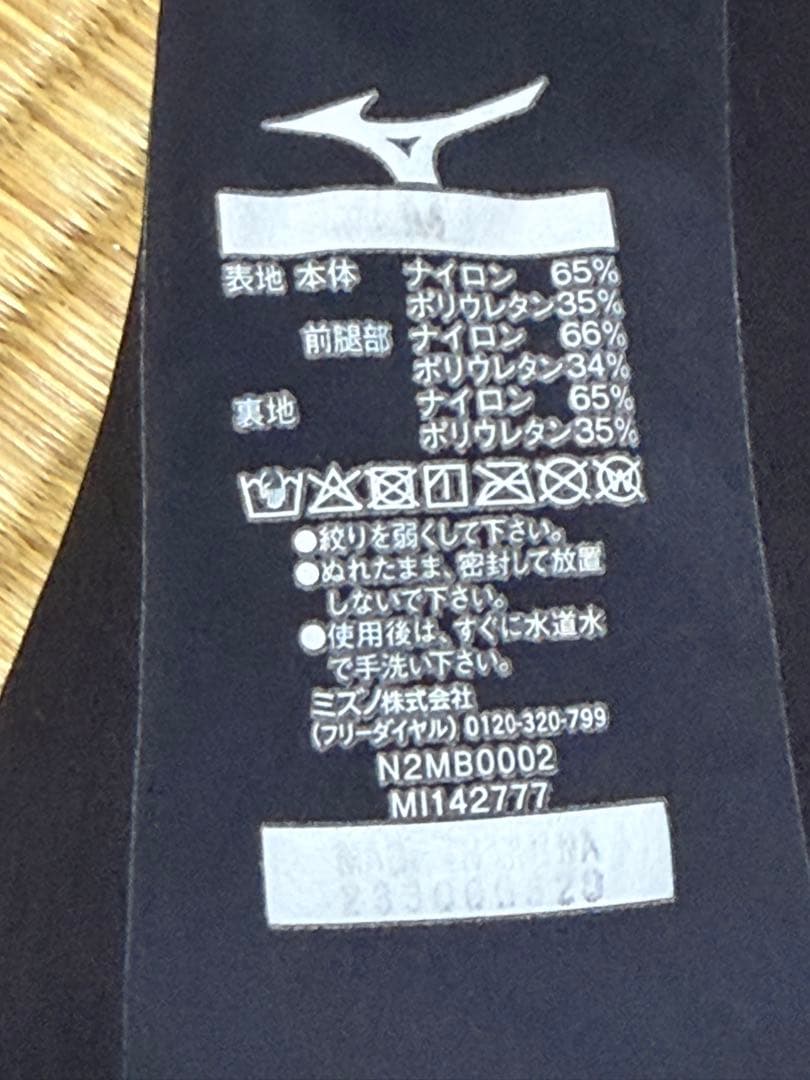 表地 本体 ナイロン 65%
ポリウレタン35%
前腿部 ナイロン 66%
ポリウレタン34%
裏地 ナイロン 65%
ポリウレタン35%
●絞りを弱くして下さい。
●ぬれたまま、密封して放置
しないで下さい。
●使用後は、すぐに水道水
で手洗い下さい。
ミズノ株式会社
(フリーダイヤル) 0120-320-799
N2MB0002
MI142777